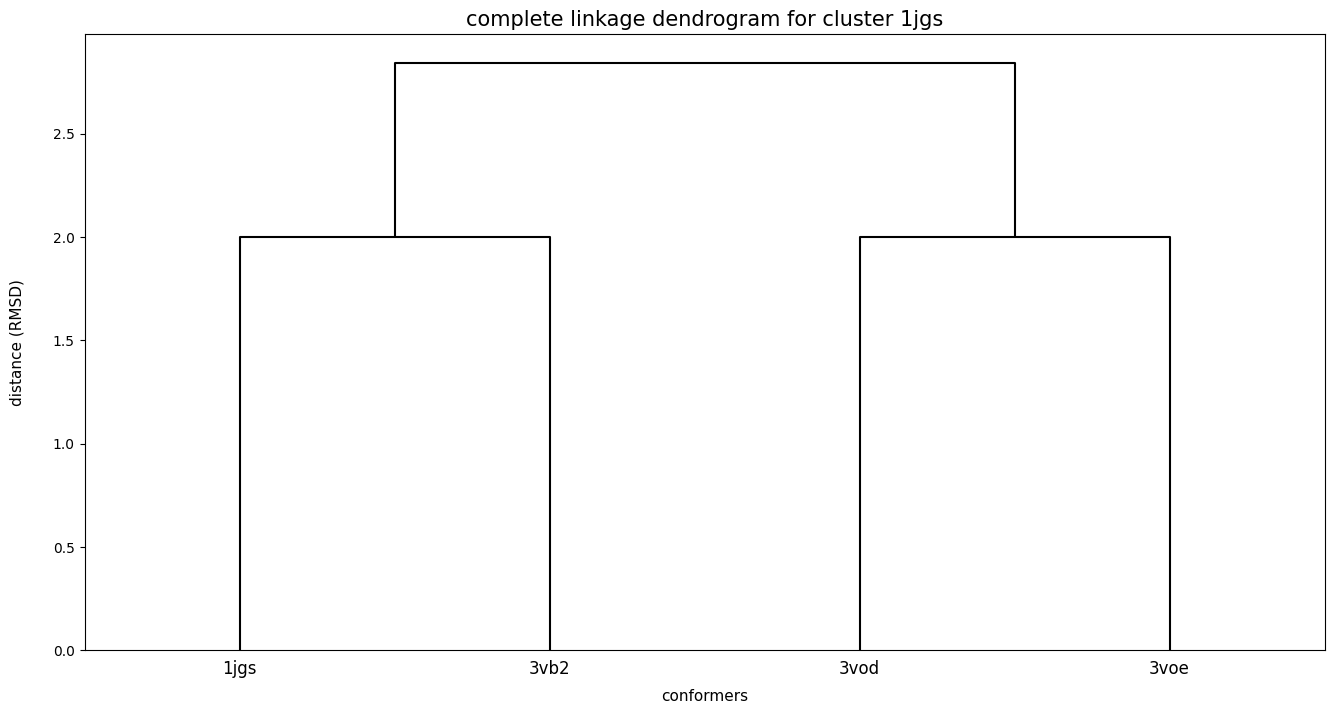 complete linkage dendrogram for cluster 1jgs
2.5
2.0
1.5
1.0
0.5
0.0
distance (RMSD)
1jgs 3vb2 3vod 3voe
conformers